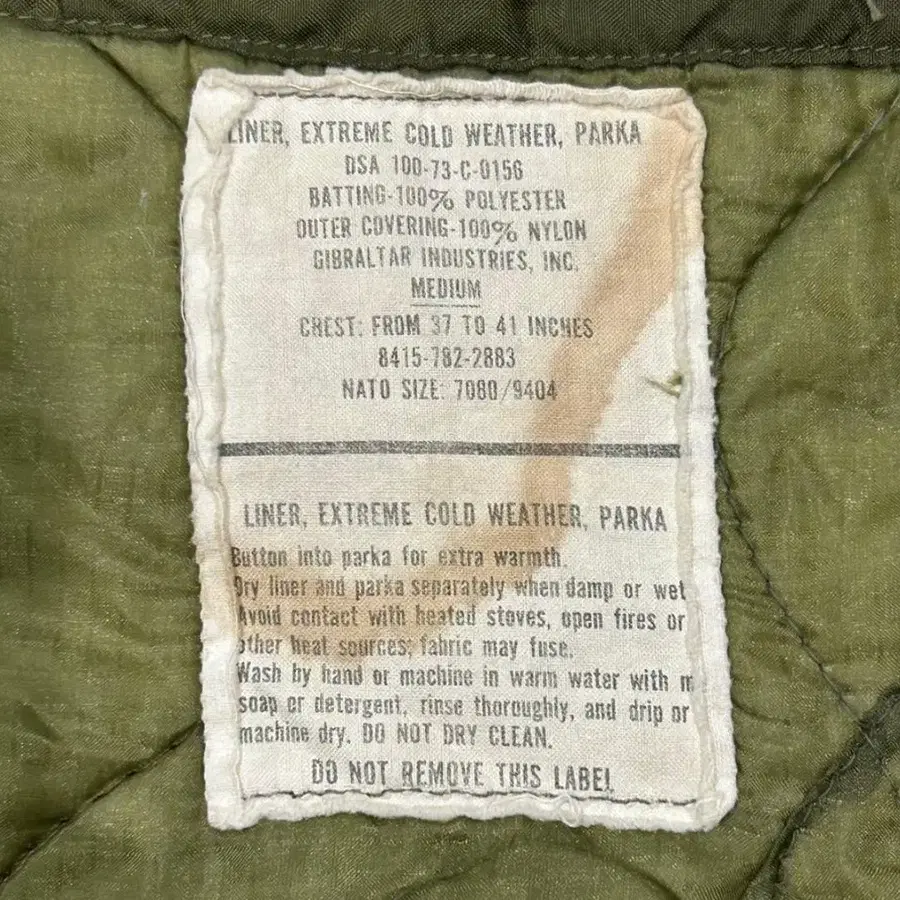 LINER, EXTREME COLD WEATHER, PARKA
DSA 100-73-C-0156
BATTING-100% POLYESTER
OUTER COVERING-100% NYLON
GIBRALTAR INDUSTRIES, INC.
MEDIUM
CHEST: FROM 37 TO 41 INCHES
8415-782-2883
NATO SIZE: 7080/9404
LINER, EXTREME COLD WEATHER, PARKA
Button into parka for extra warmth.
Dry liner and parka separately when damp or wet
Avoid contact with heated stoves, open fires or
other heat sources; fabric may fuse.
Wash by hand or machine in warm water with
soap or detergent, rinse thoroughly, and drip or
machine dry. DO NOT DRY CLEAN.
DO NOT REMOVE THIS LABEL